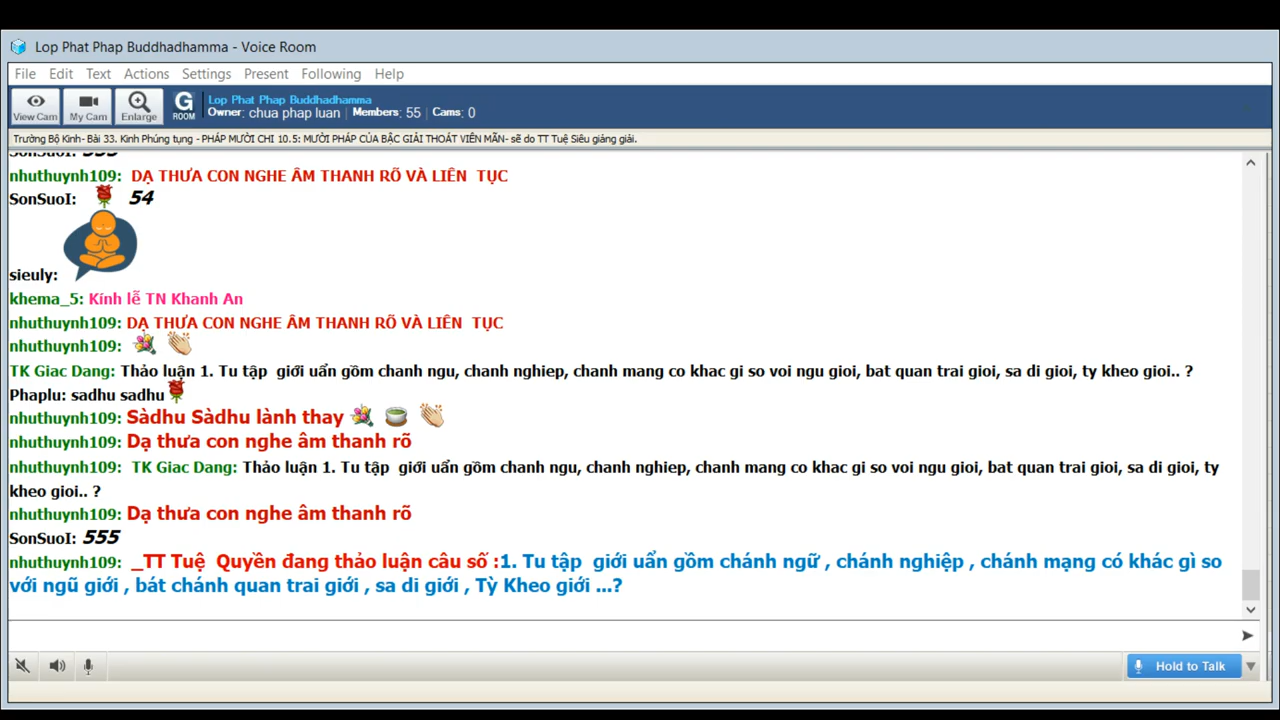 Lop Phat Phap Buddhadhamma - Voice Room
File Edit Text Actions Settings Present Following Help
View Cam My Cam Enlarge G ROOM Lop Phat Phap Buddhadhamma
Owner: chua phap luan Members: 55 Cams: 0
Trường Bộ Kinh- Bài 33. Kinh Phúng tụng - PHÁP MƯỜI CHI 10.5: MƯỜI PHÁP CỦA BẬC GIẢI THOÁT VIÊN MÃN- sẽ do TT Tuệ Siêu giảng giải.
SonSuoI: 555
nhuthuynh109: DẠ THƯA CON NGHE ÂM THANH RÕ VÀ LIÊN TỤC
SonSuoI: 54
sieuly:
khema_5: Kính lễ TN Khanh An
nhuthuynh109: DẠ THƯA CON NGHE ÂM THANH RÕ VÀ LIÊN TỤC
nhuthuynh109:
TK Giac Dang: Thảo luận 1. Tu tập giới uẩn gồm chanh ngu, chanh nghiep, chanh mang co khac gi so voi ngu gioi, bat quan trai gioi, sa di gioi, ty kheo gioi.. ?
Phaplu: sadhu sadhu
nhuthuynh109: Sàdhu Sàdhu lành thay
nhuthuynh109: Dạ thưa con nghe âm thanh rõ
nhuthuynh109: TK Giac Dang: Thảo luận 1. Tu tập giới uẩn gồm chanh ngu, chanh nghiep, chanh mang co khac gi so voi ngu gioi, bat quan trai gioi, sa di gioi, ty
kheo gioi.. ?
nhuthuynh109: Dạ thưa con nghe âm thanh rõ
SonSuoI: 555
nhuthuynh109: _TT Tuệ Quyền đang thảo luận câu số :1. Tu tập giới uẩn gồm chánh ngữ , chánh nghiệp , chánh mạng có khác gì so
với ngũ giới , bát chánh quan trai giới , sa di giới , Tỳ Kheo giới ...?
Hold to Talk